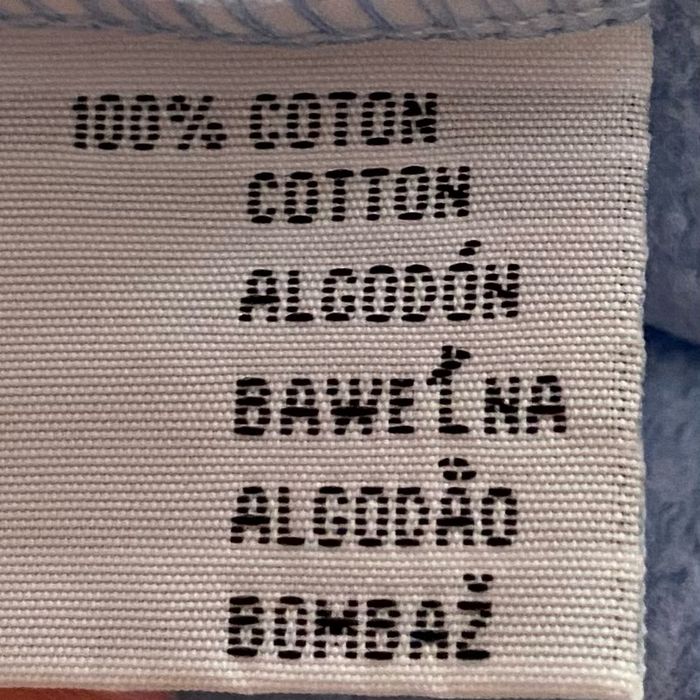 100% COTON
COTTON
ALGODÓN
BAWEŁNA
ALGODÃO
BOMBAŽ